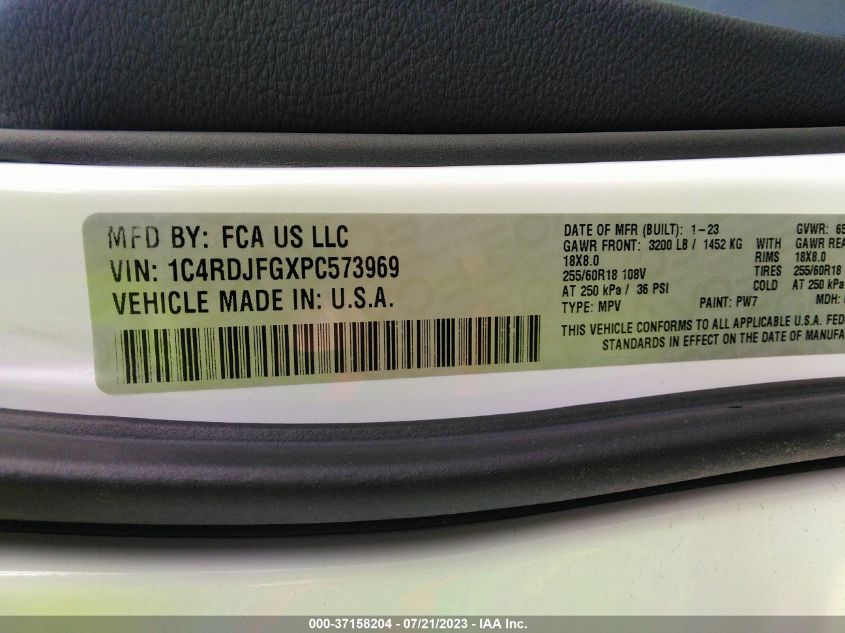 MFD BY: FCA US LLC
VIN: 1C4RDJFGXPC573969
VEHICLE MADE IN: U.S.A.
DATE OF MFR (BUILT): 1-23 GVWR: 65
GAWR FRONT: 3200 LB / 1452 KG WITH GAWR REA
18X8.0 RIMS 18X8.0
255/60R18 108V TIRES 255/60R18
AT 250 kPa / 36 PSI COLD AT 250 kPa
TYPE: MPV PAINT: PW7 MDH:
THIS VEHICLE CONFORMS TO ALL APPLICABLE U.S.A. FED
STANDARDS IN EFFECT ON THE DATE OF MANUFA
000-37158204 - 07/21/2023 - IAA Inc.